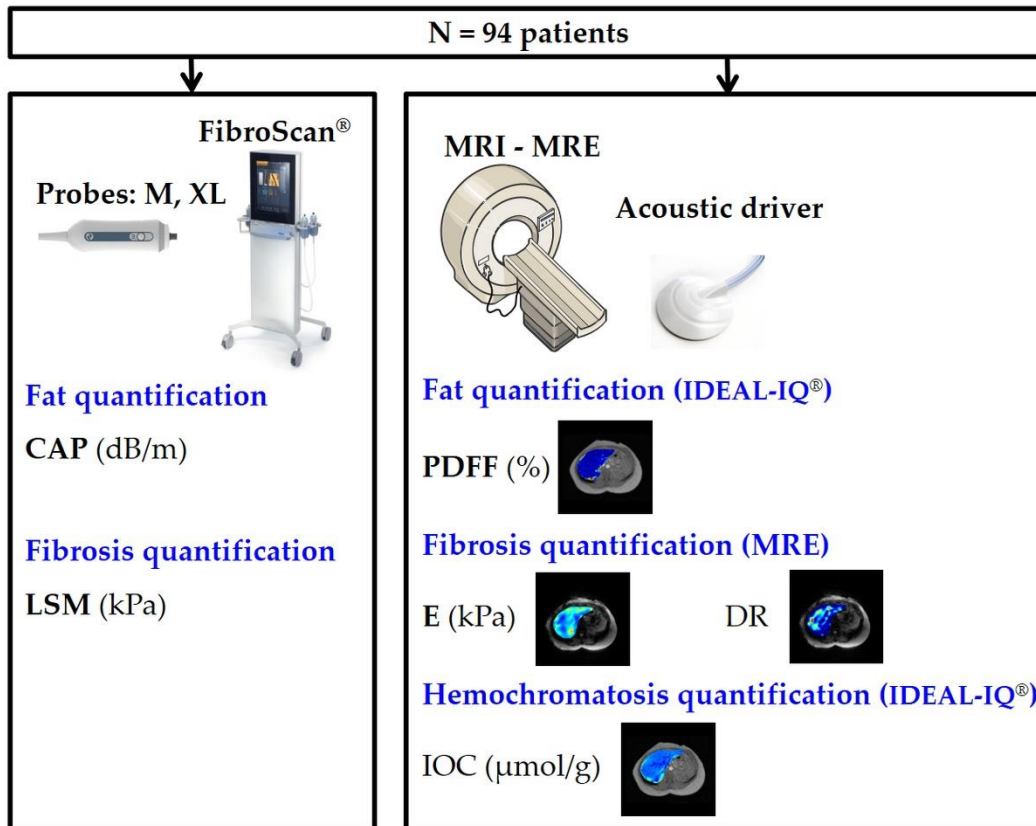 N = 94 patients
FibroScan®
Probes: M, XL
Fat quantification
CAP (dB/m)
Fibrosis quantification
LSM (kPa)
MRI - MRE
Acoustic driver
Fat quantification (IDEAL-IQ®)
PDFF (%)
Fibrosis quantification (MRE)
E (kPa) DR
Hemochromatosis quantification (IDEAL-IQ®)
IOC (μmol/g)